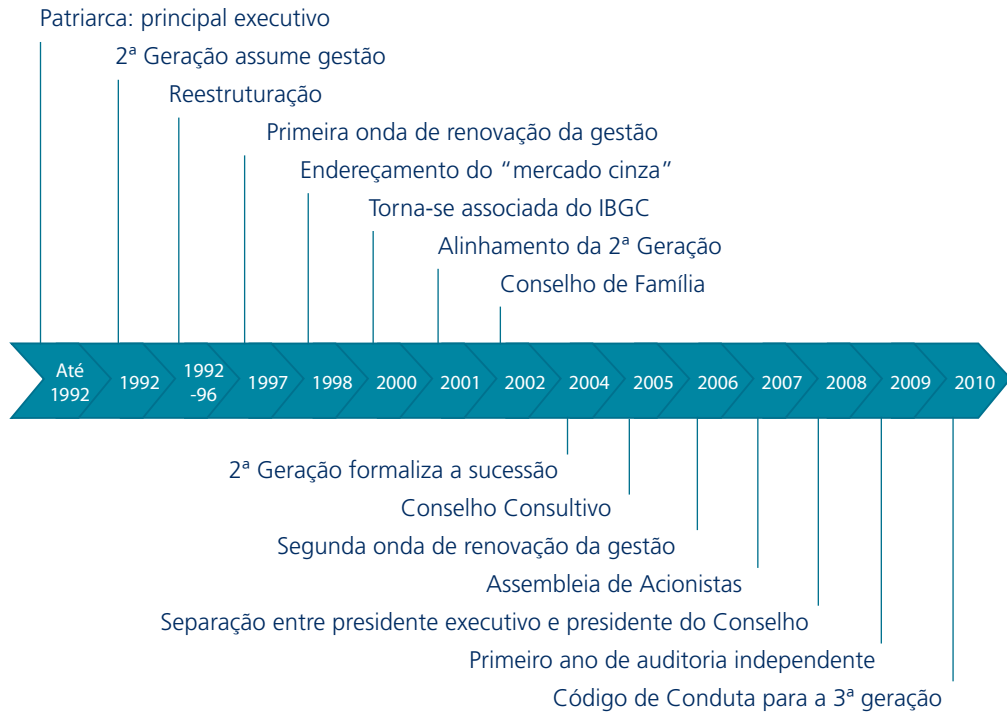 Patriarca: principal executivo
2ª Geração assume gestão
Reestruturação
Primeira onda de renovação da gestão
Endereçamento do “mercado cinza”
Torna-se associada do IBGC
Alinhamento da 2ª Geração
Conselho de Família
Até
1992
1992
1992
-96
1997
1998
2000
2001
2002
2004
2005
2006
2007
2008
2009
2010
2ª Geração formaliza a sucessão
Conselho Consultivo
Segunda onda de renovação da gestão
Assembleia de Acionistas
Separação entre presidente executivo e presidente do Conselho
Primeiro ano de auditoria independente
Código de Conduta para a 3ª geração